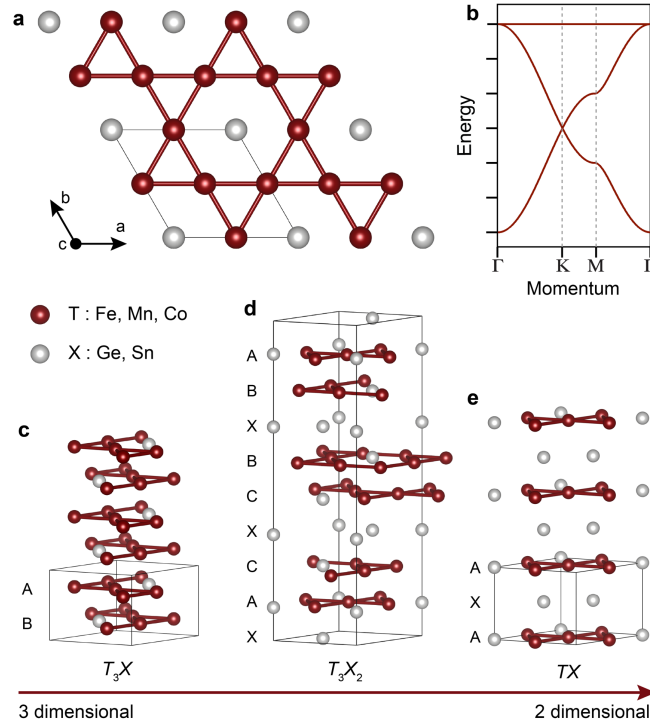 a
b
Energy
Γ K M Γ
Momentum
b
a
c
T : Fe, Mn, Co
X : Ge, Sn
c
A
B
T₃X
d
A
B
X
B
C
X
C
A
X
T₃X₂
e
A
X
A
TX
3 dimensional
2 dimensional